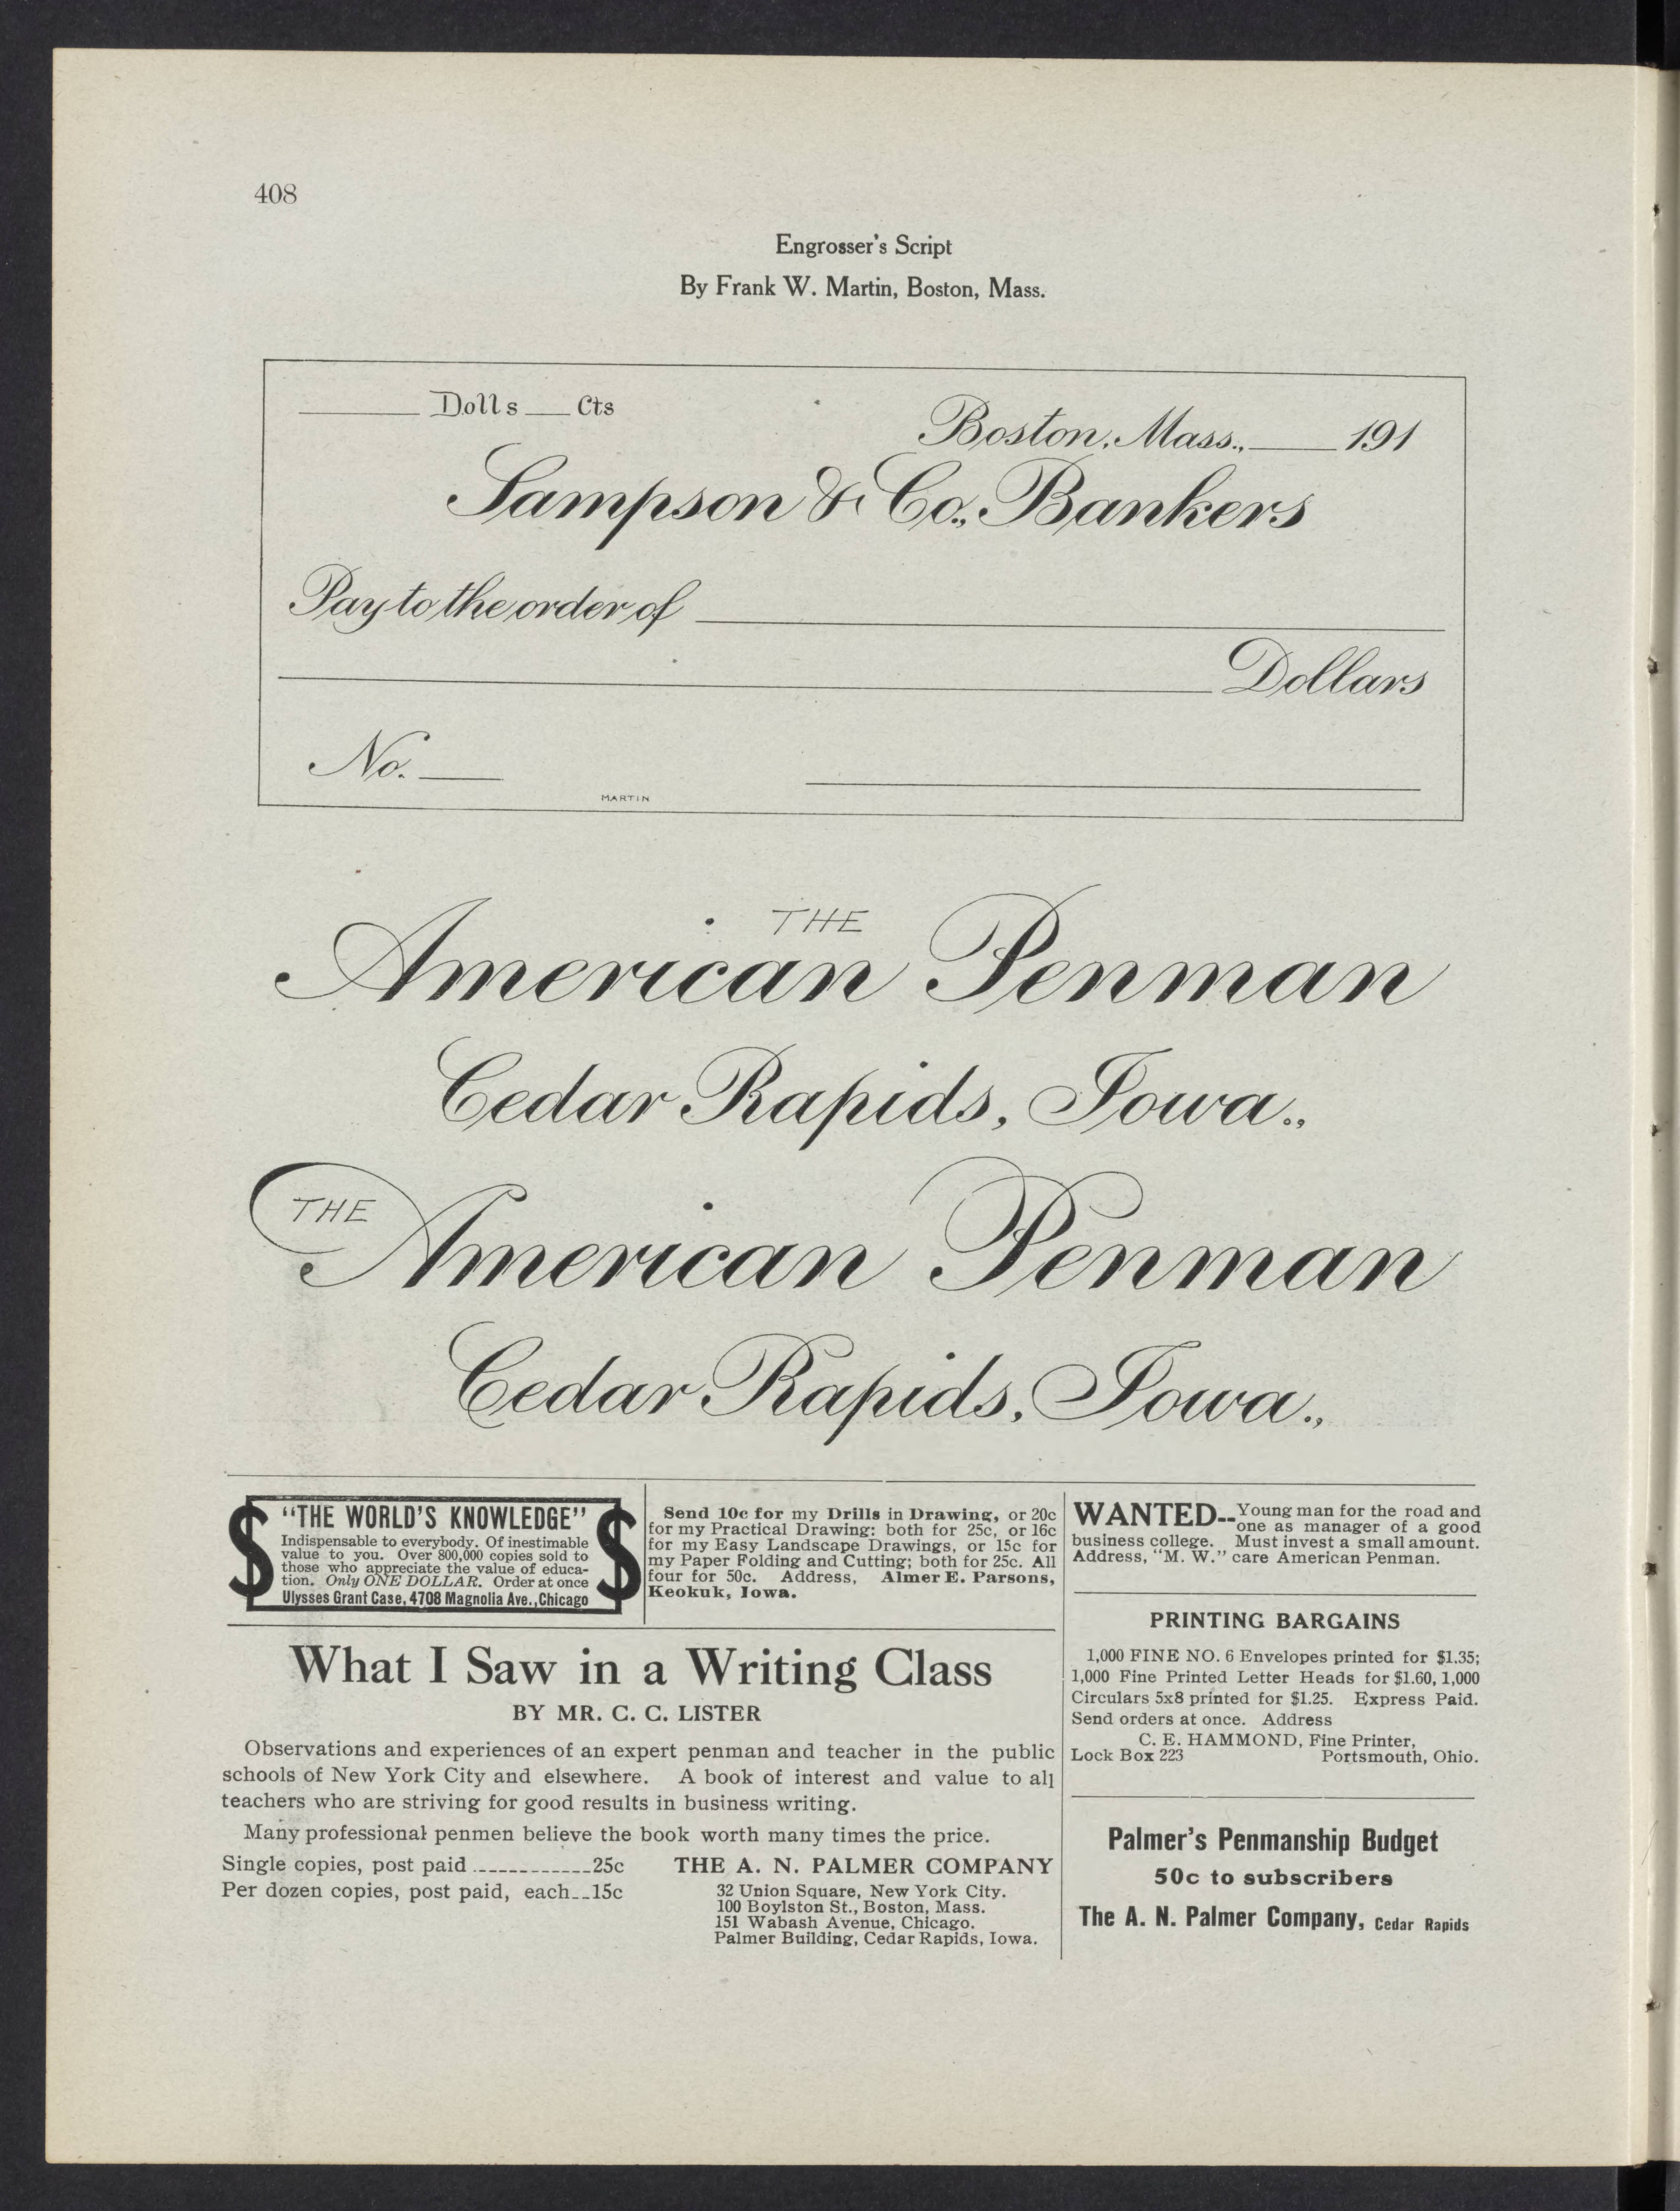 408
Engrosser's Script
By Frank W. Martin, Boston, Mass.
Dolls Cts
Boston, Mass., 191
Sampson & Co., Bankers
Pay to the order of
Dollars
No.
MARTIN
THE
American Penman
Cedar Rapids, Iowa.,
THE
American Penman
Cedar Rapids, Iowa.,
$ "THE WORLD'S KNOWLEDGE" $
Indispensable to everybody. Of inestimable
value to you. Over 800,000 copies sold to
those who appreciate the value of educa-
tion. Only ONE DOLLAR. Order at once
Ulysses Grant Case, 4708 Magnolia Ave., Chicago
Send 10c for my Drills in Drawing, or 20c
for my Practical Drawing: both for 25c, or 16c
for my Easy Landscape Drawings, or 15c for
my Paper Folding and Cutting; both for 25c. All
four for 50c. Address, Almer E. Parsons,
Keokuk, Iowa.
What I Saw in a Writing Class
BY MR. C. C. LISTER
Observations and experiences of an expert penman and teacher in the public
schools of New York City and elsewhere. A book of interest and value to all
teachers who are striving for good results in business writing.
Many professional penmen believe the book worth many times the price.
Single copies, post paid ------------25c
Per dozen copies, post paid, each--15c
THE A. N. PALMER COMPANY
32 Union Square, New York City.
100 Boylston St., Boston, Mass.
151 Wabash Avenue, Chicago.
Palmer Building, Cedar Rapids, Iowa.
WANTED--Young man for the road and
one as manager of a good
business college. Must invest a small amount.
Address, "M. W." care American Penman.
PRINTING BARGAINS
1,000 FINE NO. 6 Envelopes printed for $1.35;
1,000 Fine Printed Letter Heads for $1.60, 1,000
Circulars 5x8 printed for $1.25. Express Paid.
Send orders at once. Address
C. E. HAMMOND, Fine Printer,
Lock Box 223 Portsmouth, Ohio.
Palmer's Penmanship Budget
50c to subscribers
The A. N. Palmer Company, Cedar Rapids